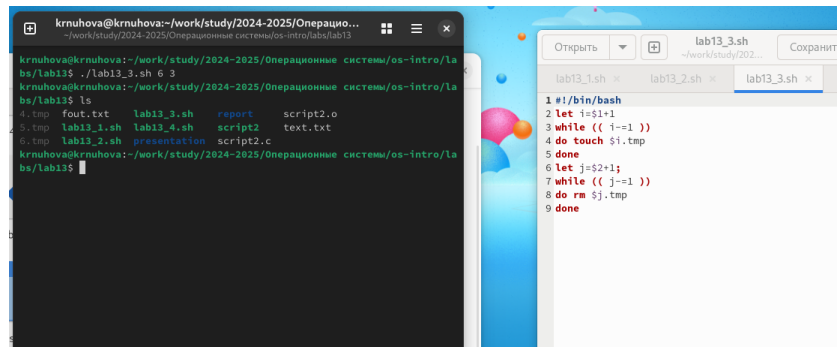 krnuhova@krnuhova:~/work/study/2024-2025/Операцио...
~/work/study/2024-2025/Операционные системы/os-intro/labs/lab13
krnuhova@krnuhova:~/work/study/2024-2025/Операционные системы/os-intro/la
bs/lab13$ ./lab13_3.sh 6 3
krnuhova@krnuhova:~/work/study/2024-2025/Операционные системы/os-intro/la
bs/lab13$ ls
4.tmp fout.txt lab13_3.sh report script2.o
5.tmp lab13_1.sh lab13_4.sh script2 text.txt
6.tmp lab13_2.sh presentation script2.c
krnuhova@krnuhova:~/work/study/2024-2025/Операционные системы/os-intro/la
bs/lab13$
Открыть lab13_3.sh Сохранит
~/work/study/202...
lab13_1.sh × lab13_2.sh × lab13_3.sh ×
1 #!/bin/bash
2 let i=$1+1
3 while (( i-=1 ))
4 do touch $i.tmp
5 done
6 let j=$2+1;
7 while (( j-=1 ))
8 do rm $j.tmp
9 done